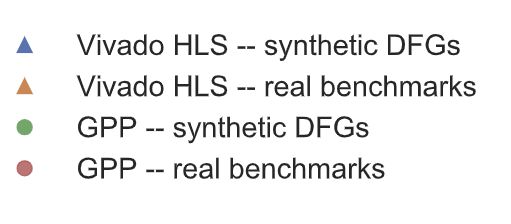 Vivado HLS -- synthetic DFGs
Vivado HLS -- real benchmarks
GPP -- synthetic DFGs
GPP -- real benchmarks